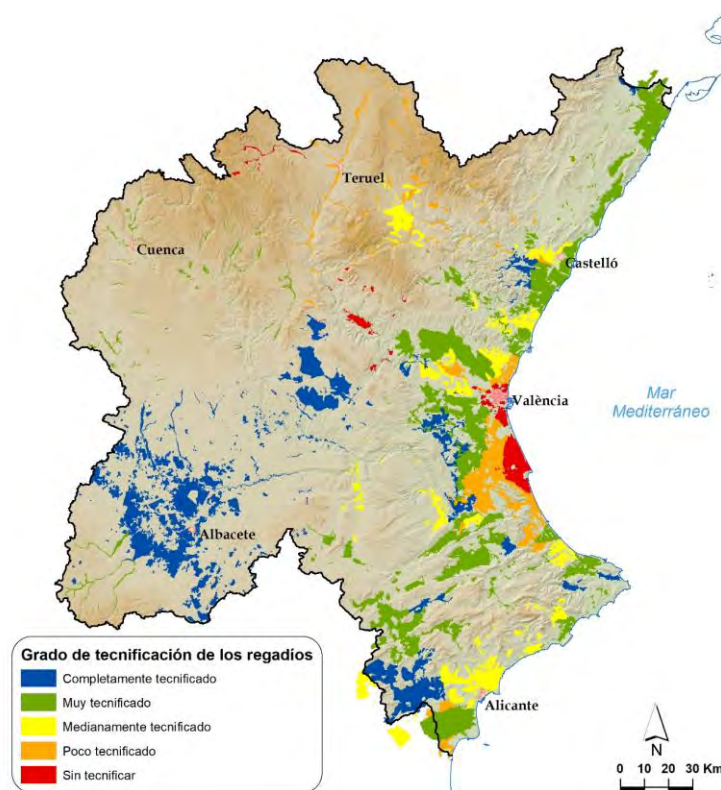 Teruel
Cuenca
Castelló
València
Mar
Mediterráneo
Albacete
Alicante
Grado de tecnificación de los regadíos
Completamente tecnificado
Muy tecnificado
Medianamente tecnificado
Poco tecnificado
Sin tecnificar
N
0 10 20 30 Km